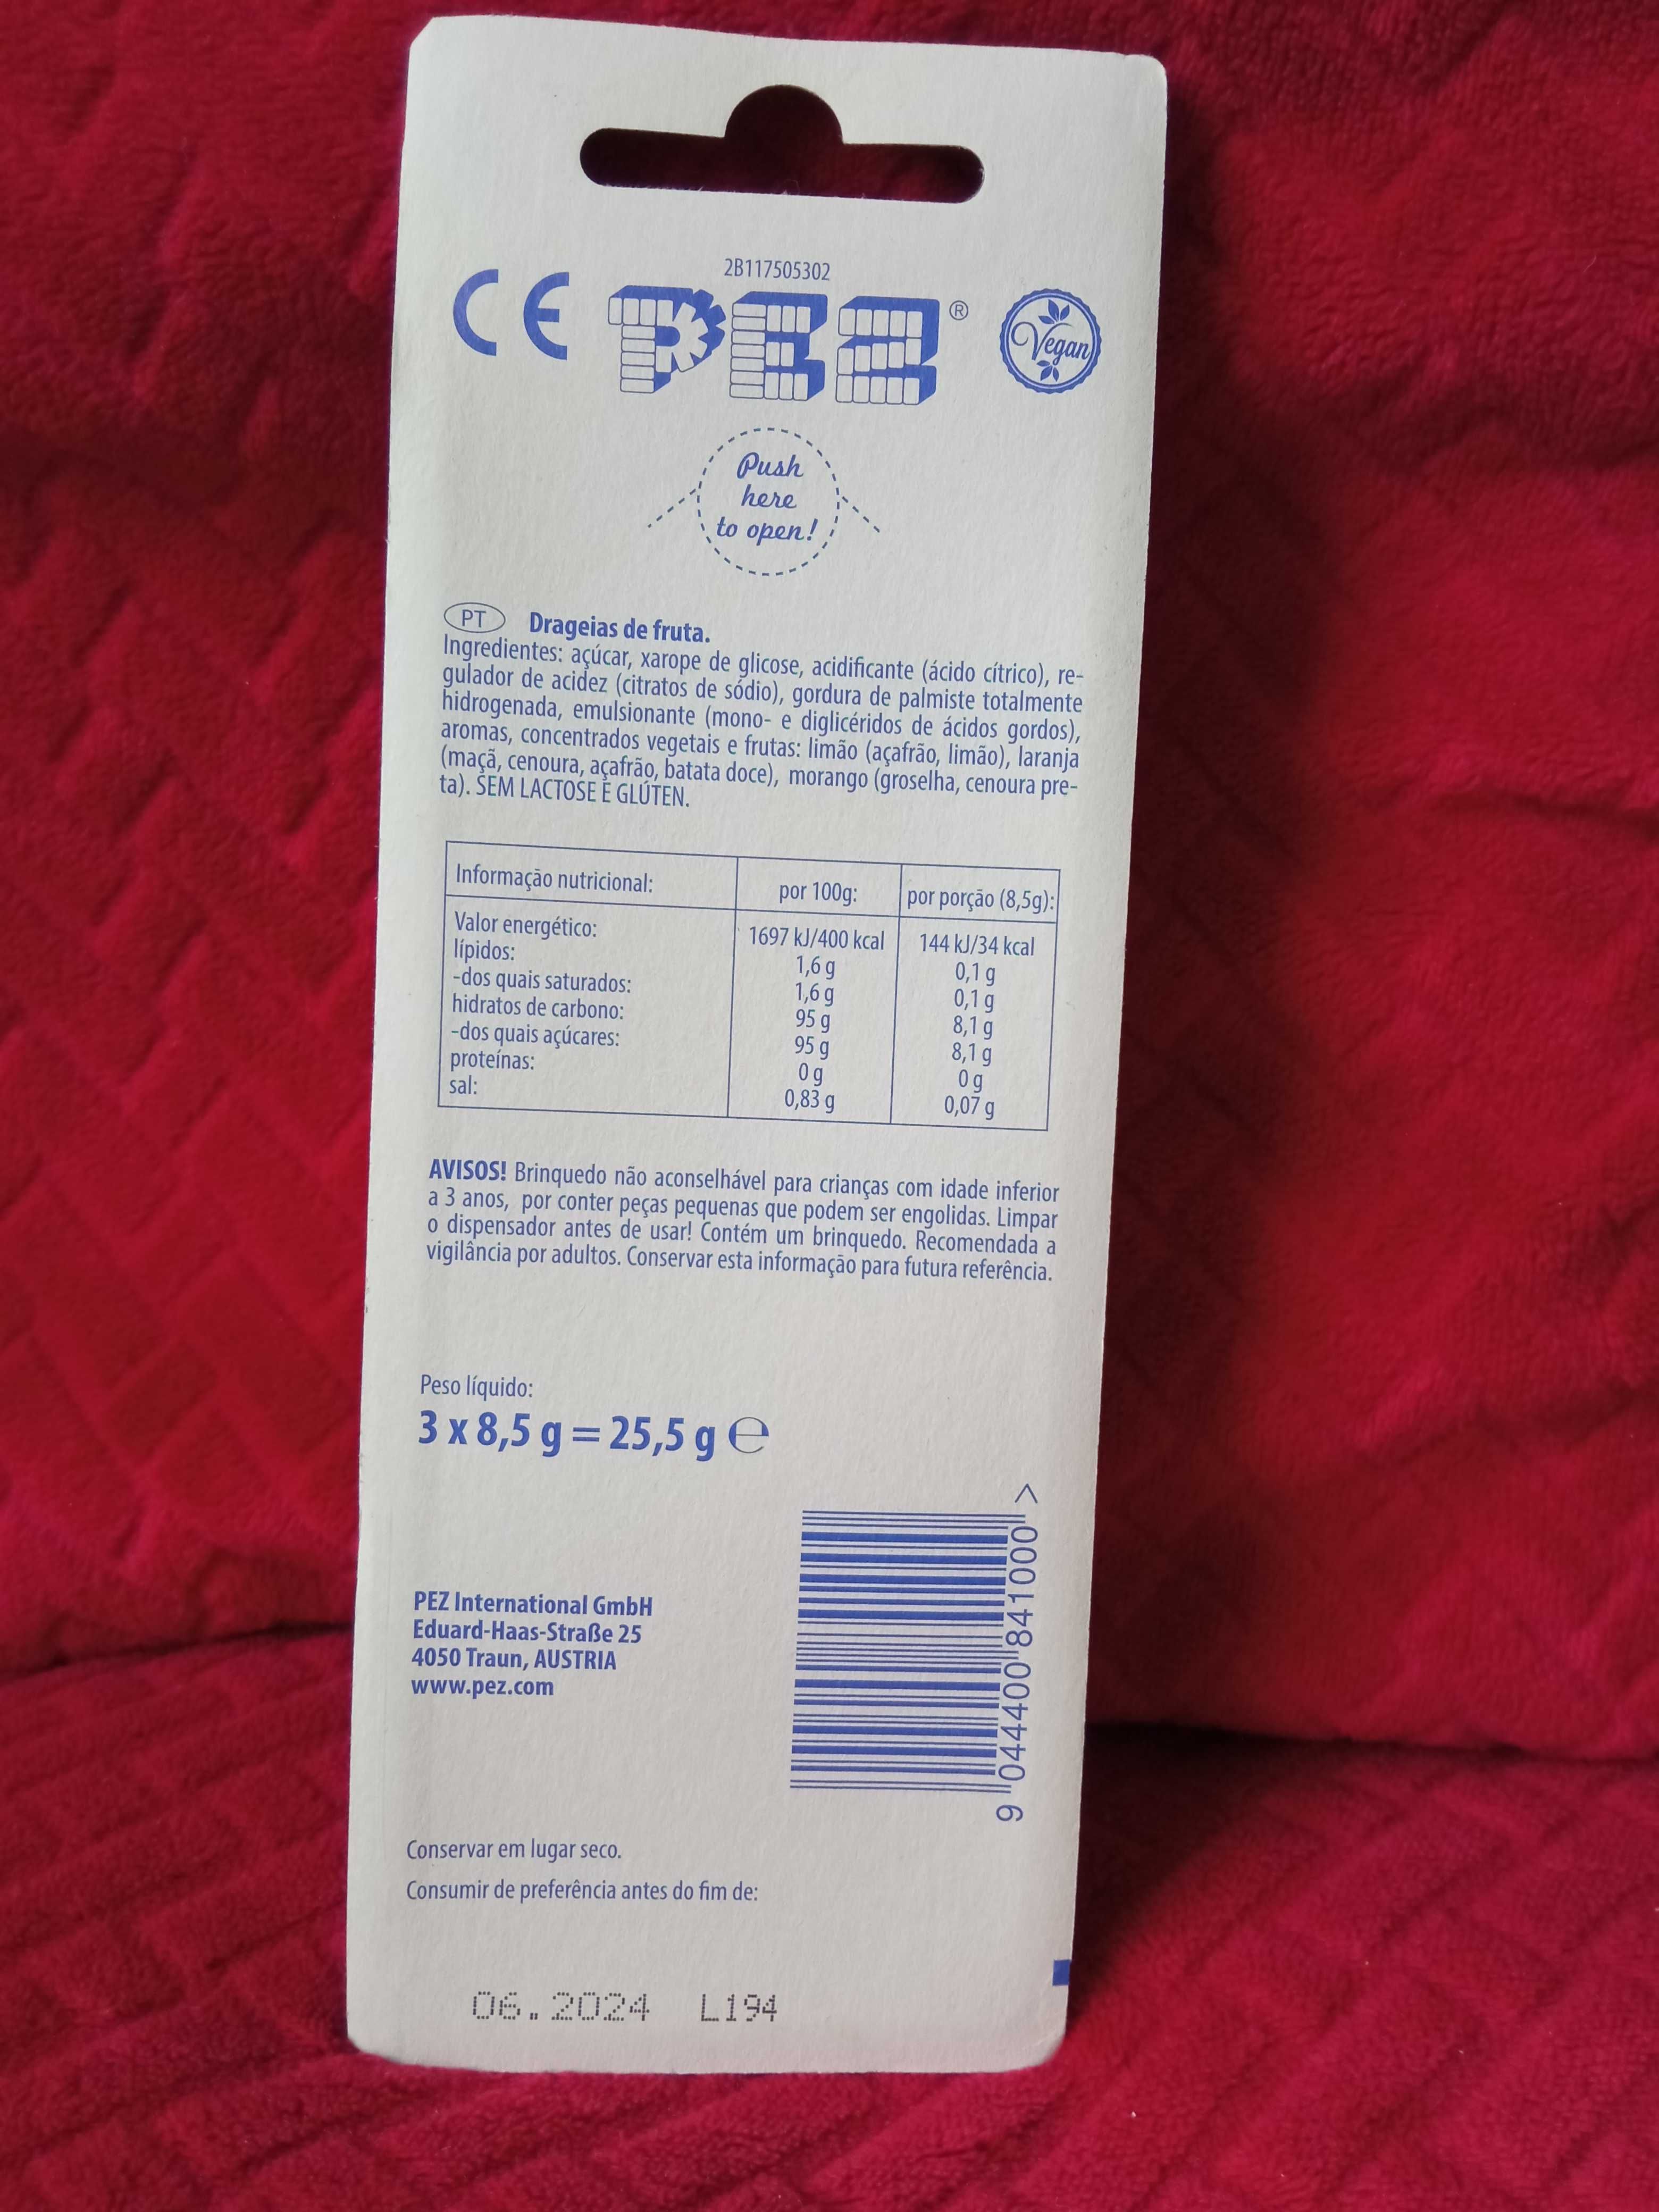 2B117505302
CE PEZ® Vegan
Push
here
to open!
PT Drageias de fruta.
Ingredientes: açúcar, xarope de glicose, acidificante (ácido cítrico), re-
gulador de acidez (citratos de sódio), gordura de palmiste totalmente
hidrogenada, emulsionante (mono- e diglicéridos de ácidos gordos),
aromas, concentrados vegetais e frutas: limão (açafrão, limão), laranja
(maçã, cenoura, açafrão, batata doce), morango (groselha, cenoura pre-
ta). SEM LACTOSE E GLÚTEN.
Informação nutricional: por 100g: por porção (8,5g):
Valor energético: 1697 kJ/400 kcal 144 kJ/34 kcal
lípidos: 1,6 g 0,1 g
-dos quais saturados: 1,6 g 0,1 g
hidratos de carbono: 95 g 8,1 g
-dos quais açúcares: 95 g 8,1 g
proteínas: 0 g 0 g
sal: 0,83 g 0,07 g
AVISOS! Brinquedo não aconselhável para crianças com idade inferior
a 3 anos, por conter peças pequenas que podem ser engolidas. Limpar
o dispensador antes de usar! Contém um brinquedo. Recomendada a
vigilância por adultos. Conservar esta informação para futura referência.
Peso líquido:
3 x 8,5 g = 25,5 g ℮
PEZ International GmbH
Eduard-Haas-Straße 25
4050 Traun, AUSTRIA
www.pez.com
9 044400 841000 >
Conservar em lugar seco.
Consumir de preferência antes do fim de:
06.2024 L194